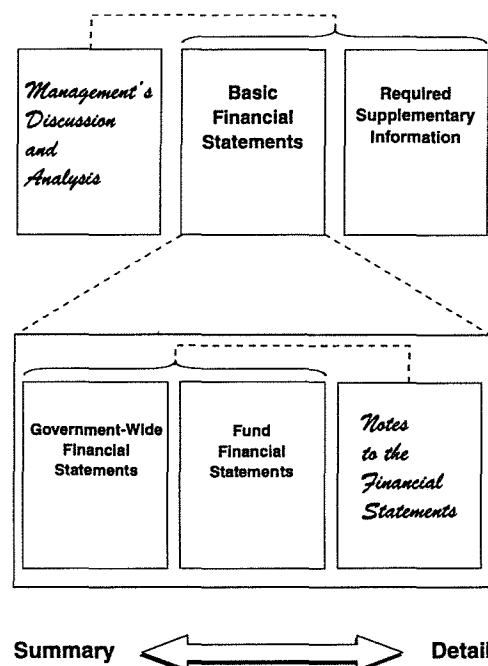 Management's
Discussion
and
Analysis
Basic
Financial
Statements
Required
Supplementary
Information
Government-Wide
Financial
Statements
Fund
Financial
Statements
Notes
to the
Financial
Statements
Summary
Detail